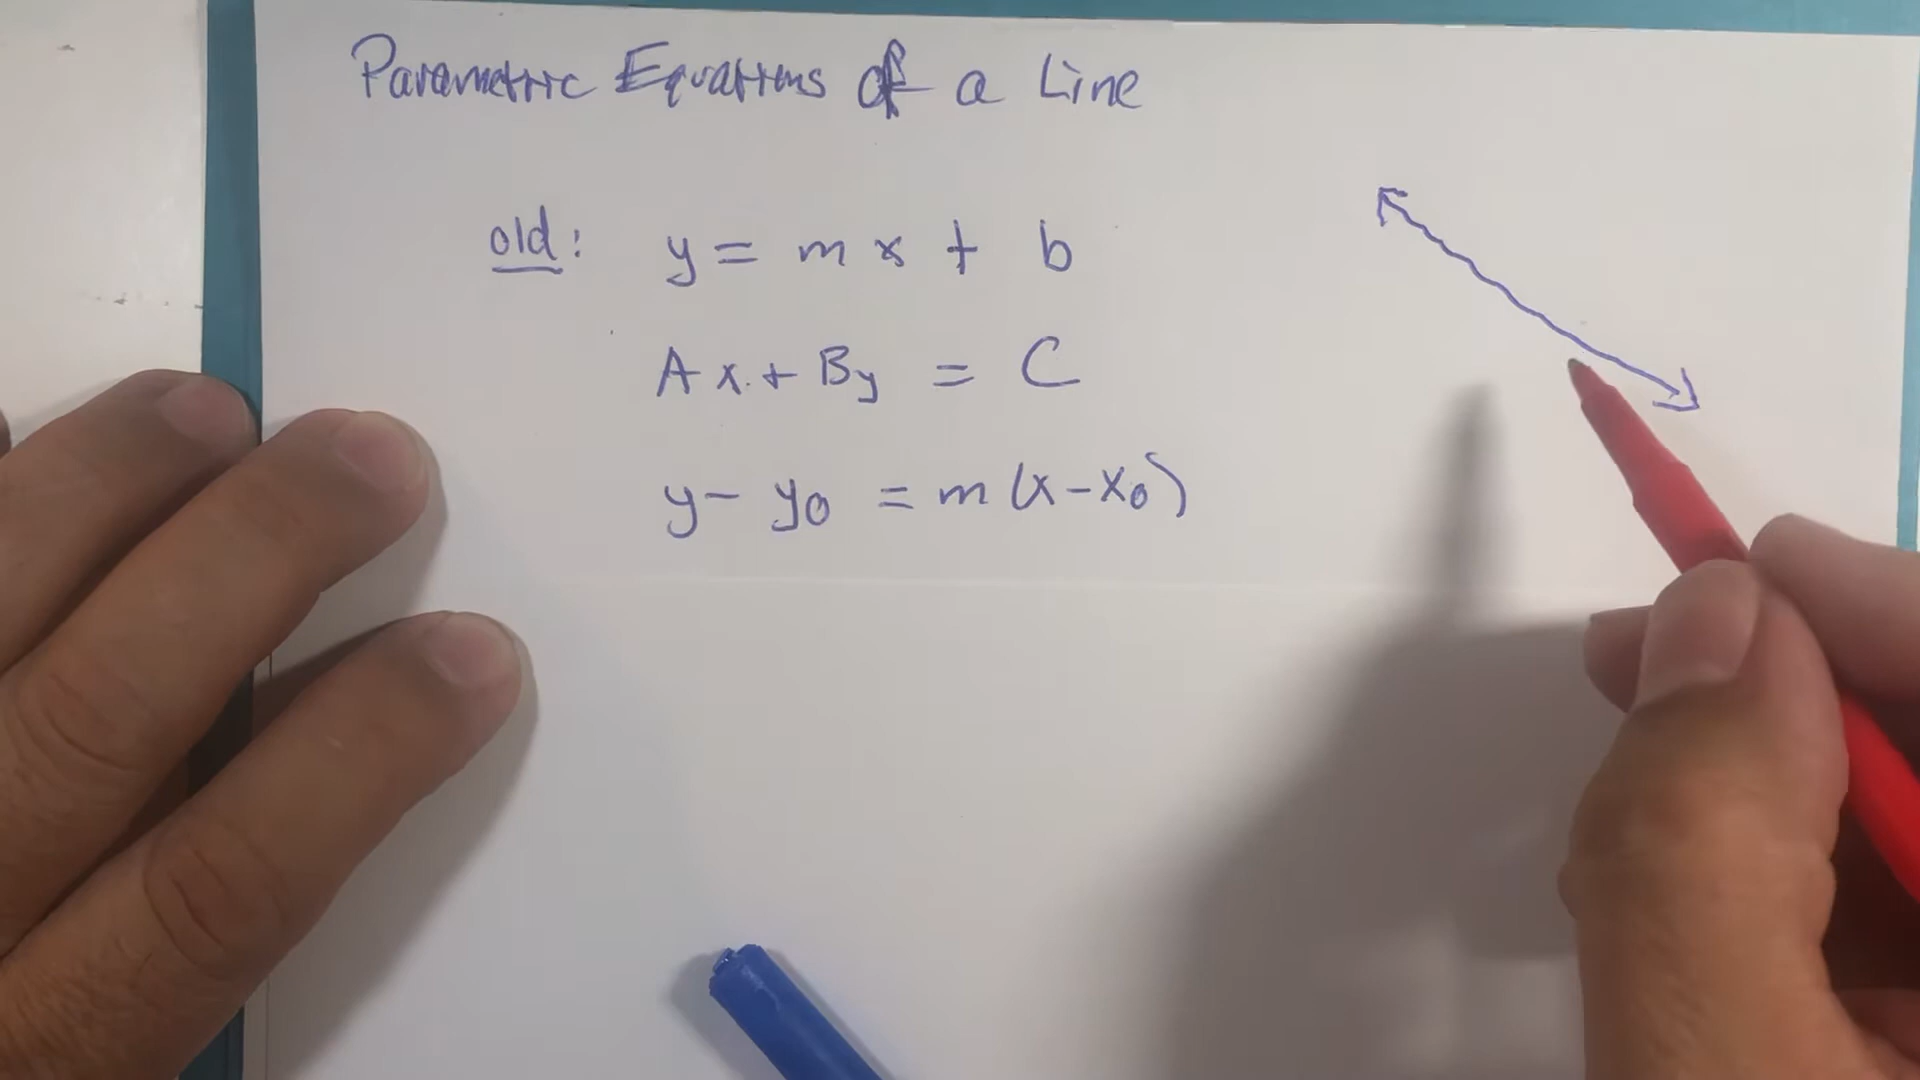 Parametric Equations of a Line
old: y = mx + b
Ax + By = C
y - y₀ = m(x - x₀)